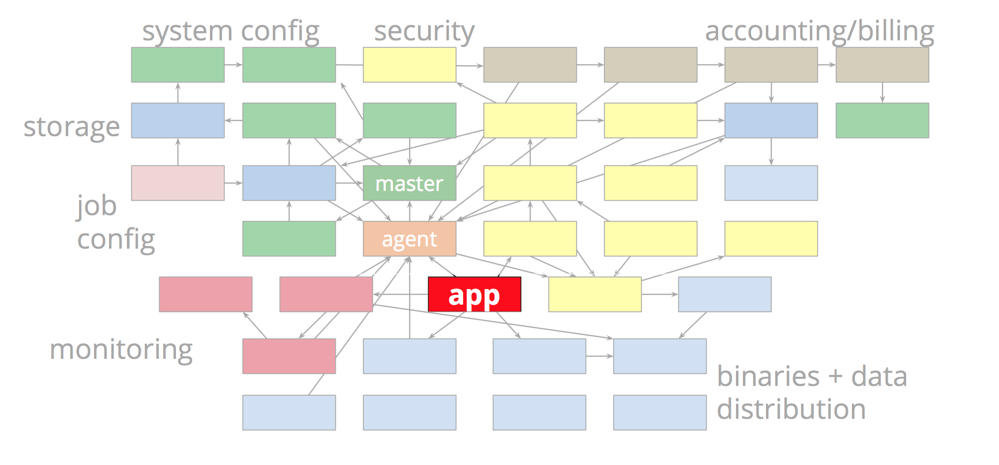 system config
security
accounting/billing
storage
master
job
config
agent
app
monitoring
binaries + data
distribution